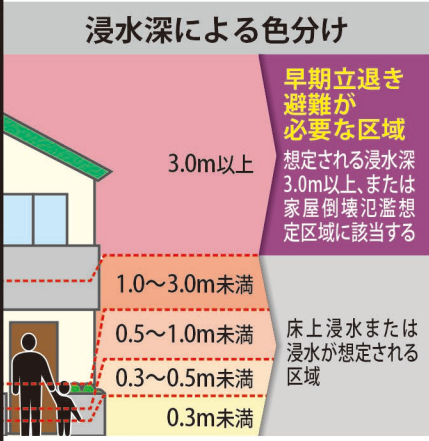 浸水深による色分け
早期立退き
避難が
必要な区域
想定される浸水深
3.0m以上、または
家屋倒壊氾濫想
定区域に該当する
3.0m以上
1.0〜3.0m未満
0.5〜1.0m未満
0.3〜0.5m未満
0.3m未満
床上浸水または
浸水が想定される
区域